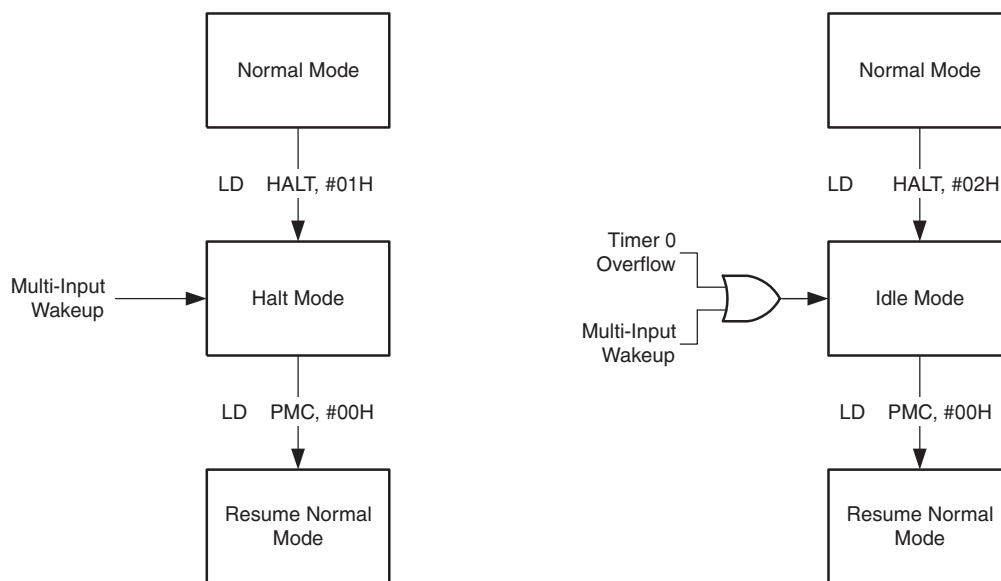 Normal Mode
LD HALT, #01H
Multi-Input
Wakeup
Halt Mode
LD PMC, #00H
Resume Normal
Mode
Normal Mode
LD HALT, #02H
Timer 0
Overflow
Multi-Input
Wakeup
Idle Mode
LD PMC, #00H
Resume Normal
Mode